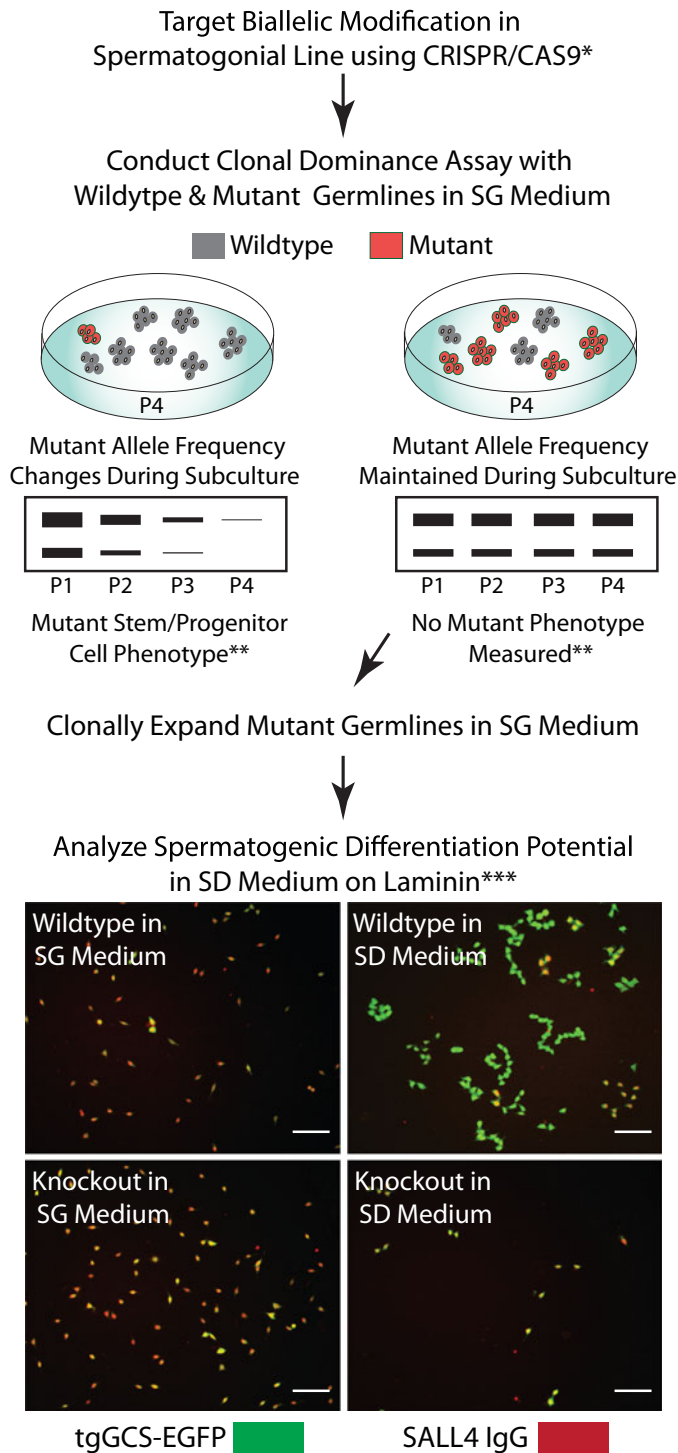 Target Biallelic Modification in
Spermatogonial Line using CRISPR/CAS9*
Conduct Clonal Dominance Assay with
Wildytpe & Mutant Germlines in SG Medium
Wildtype
Mutant
P4
P4
Mutant Allele Frequency
Changes During Subculture
Mutant Allele Frequency
Maintained During Subculture
P1 P2 P3 P4
P1 P2 P3 P4
Mutant Stem/Progenitor
Cell Phenotype**
No Mutant Phenotype
Measured**
Clonally Expand Mutant Germlines in SG Medium
Analyze Spermatogenic Differentiation Potential
in SD Medium on Laminin***
Wildtype in
SG Medium
Wildtype in
SD Medium
Knockout in
SG Medium
Knockout in
SD Medium
tgGCS-EGFP
SALL4 IgG